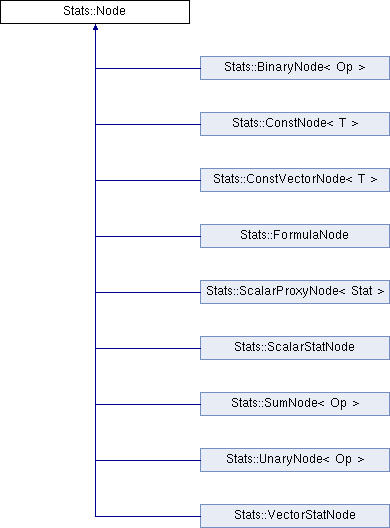 Stats::Node
Stats::BinaryNode< Op >
Stats::ConstNode< T >
Stats::ConstVectorNode< T >
Stats::FormulaNode
Stats::ScalarProxyNode< Stat >
Stats::ScalarStatNode
Stats::SumNode< Op >
Stats::UnaryNode< Op >
Stats::VectorStatNode